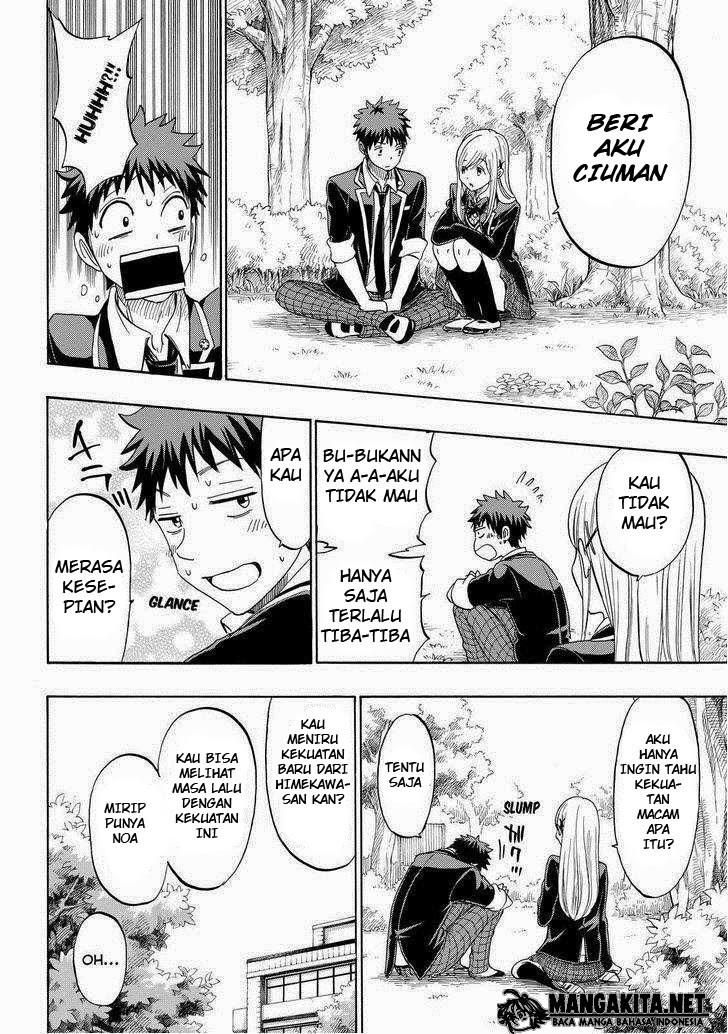 BERI
AKU
CIUMAN
HUHHH?!!
KAU
TIDAK
MAU?
BU-BUKANN
YA A-A-AKU
TIDAK MAU
HANYA
SAJA
TERLALU
TIBA-TIBA
APA
KAU
MERASA
KESE-
PIAN?
GLANCE
AKU
HANYA
INGIN TAHU
KEKUA-
TAN
MACAM
APA
ITU?
TENTU
SAJA
SLUMP
KAU
MENIRU
KEKUATAN
BARU DARI
HIMEKAWA-
SAN KAN?
KAU BISA
MELIHAT
MASA LALU
DENGAN
KEKUATAN
INI
MIRIP
PUNYA
NOA
OH...
MANGAKITA.NET
BACA MANGA BAHASA INDONESIA